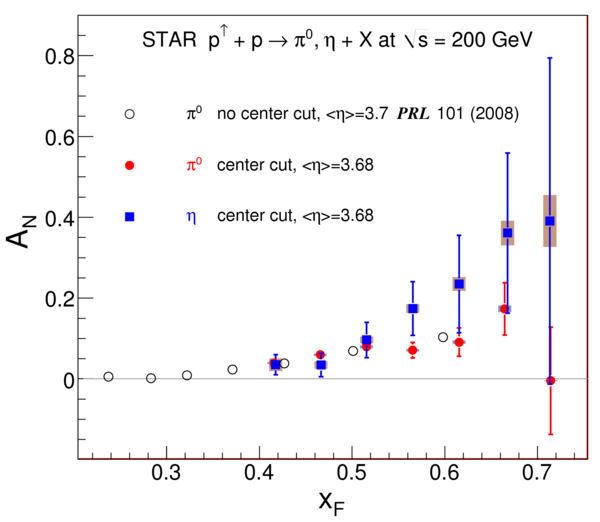 STAR p↑ + p → π⁰, η + X at √s = 200 GeV
π⁰ no center cut, <η>=3.7 PRL 101 (2008)
π⁰ center cut, <η>=3.68
η center cut, <η>=3.68
A_N
0.8
0.6
0.4
0.2
0
0.3 0.4 0.5 0.6 0.7
x_F